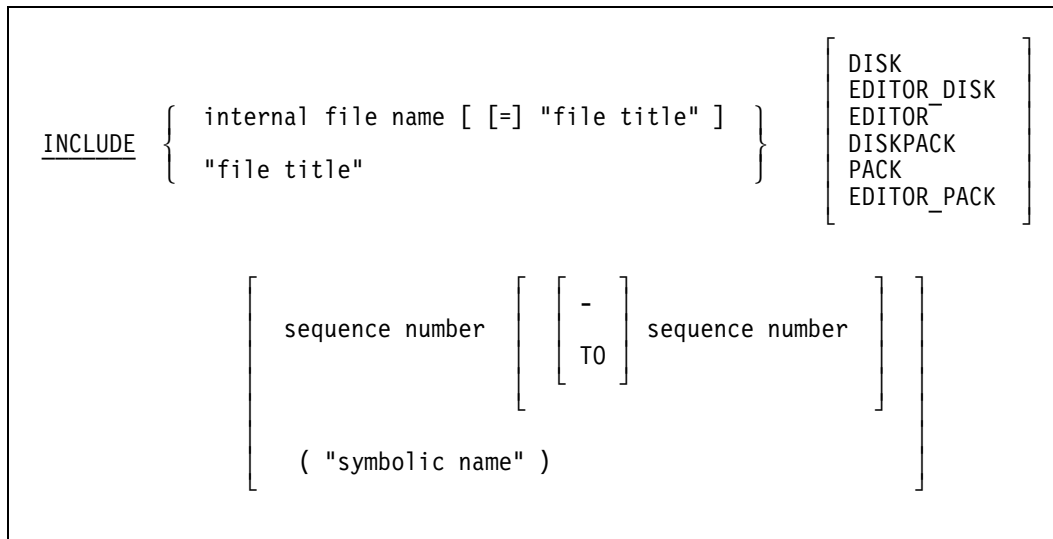 DISK
EDITOR_DISK
INCLUDE { internal file name [ [=] "file title" ] } EDITOR
DISKPACK
"file title" PACK
EDITOR_PACK
-
sequence number sequence number
TO
( "symbolic name" )